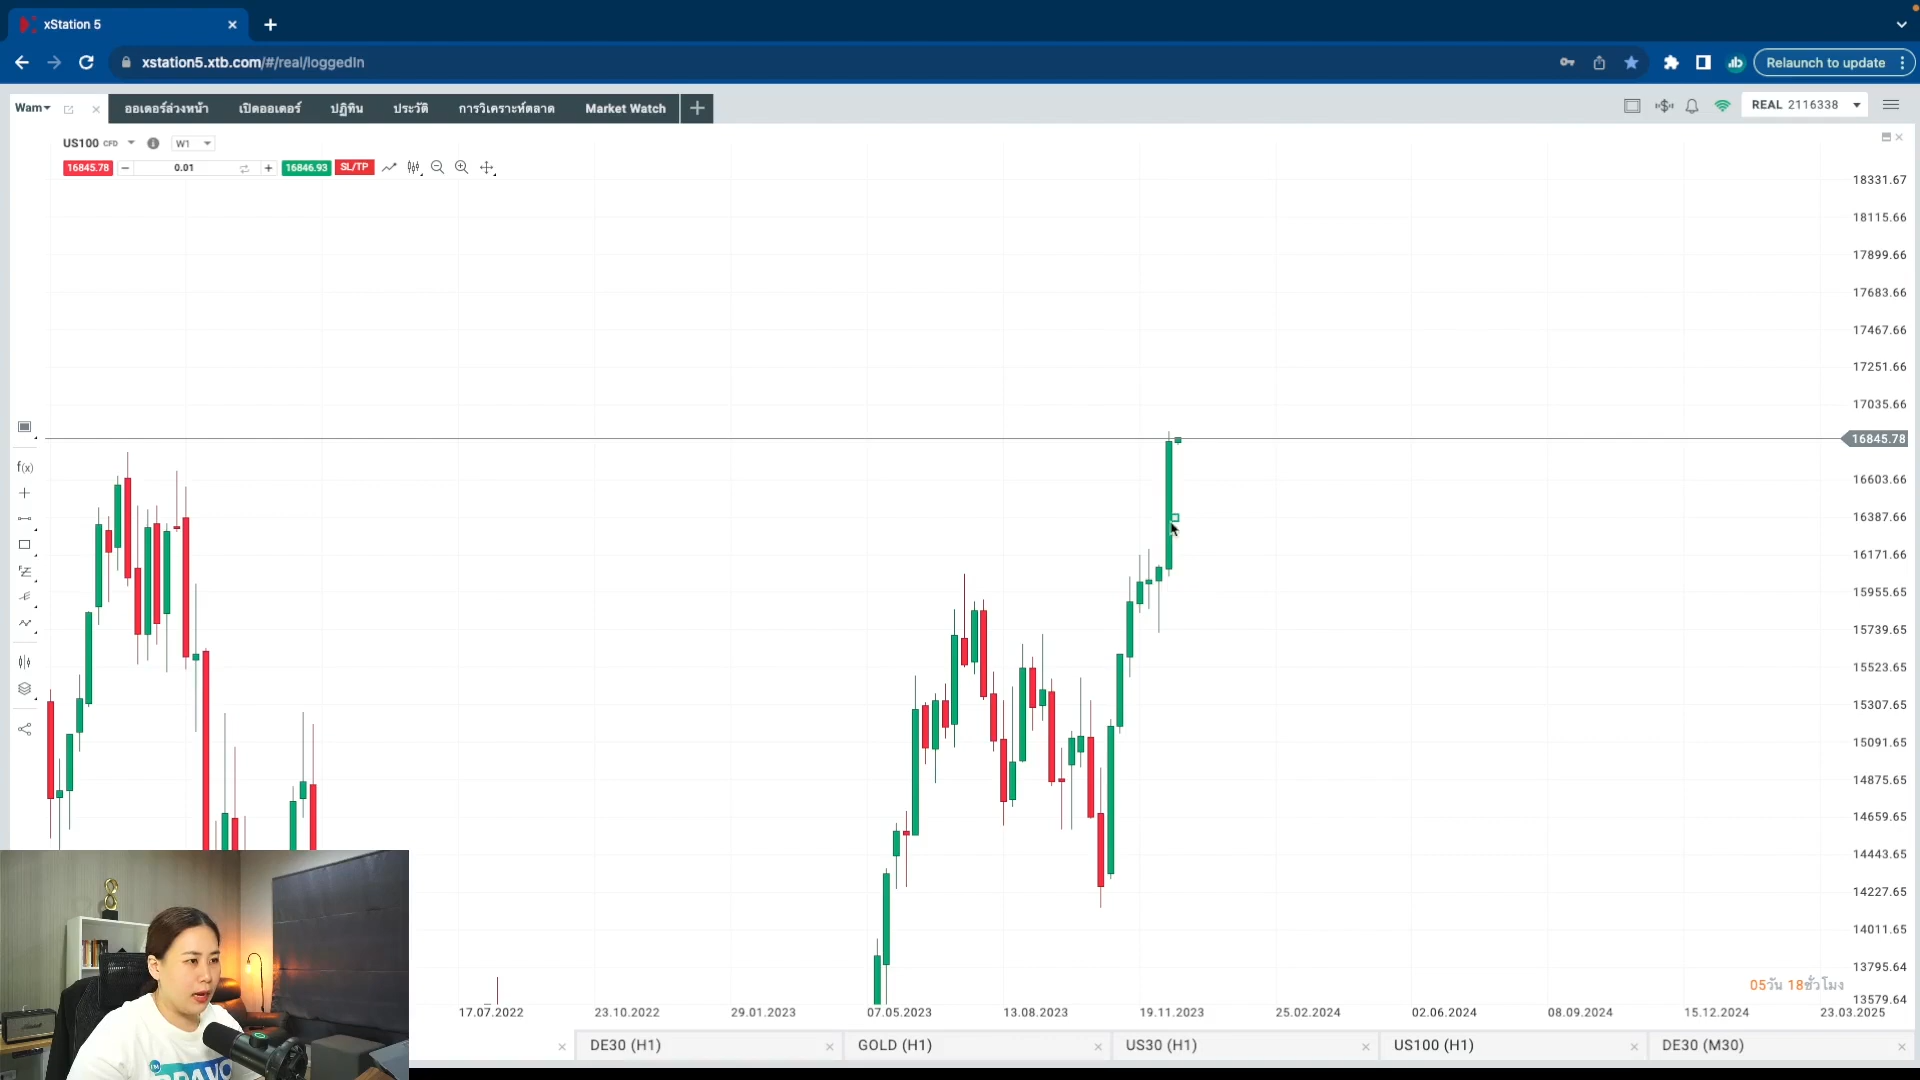 xStation 5
xstation5.xtb.com/#/real/loggedIn
Relaunch to update
Wam
ออเดอร์ล่วงหน้า
เปิดออเดอร์
ปฏิทิน
ประวัติ
การวิเคราะห์ตลาด
Market Watch
REAL 2116338
US100 CFD
W1
16845.78
0.01
16846.93
SL/TP
18331.67
18115.66
17899.66
17683.66
17467.66
17251.66
17035.66
16845.78
16603.66
16387.66
16171.66
15955.65
15739.65
15523.65
15307.65
15091.65
14875.65
14659.65
14443.65
14227.65
14011.65
13795.64
13579.64
f(x)
05วัน 18ชั่วโมง
17.07.2022
23.10.2022
29.01.2023
07.05.2023
13.08.2023
19.11.2023
25.02.2024
02.06.2024
08.09.2024
15.12.2024
23.03.2025
DE30 (H1)
GOLD (H1)
US30 (H1)
US100 (H1)
DE30 (M30)